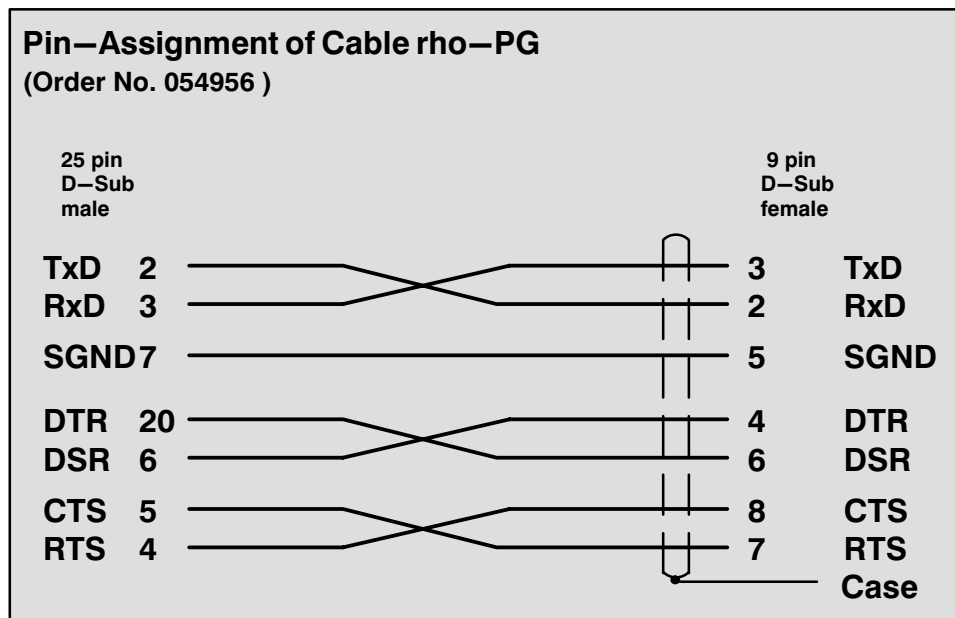 Pin–Assignment of Cable rho–PG
(Order No. 054956 )
25 pin
D–Sub
male
9 pin
D–Sub
female
TxD 2 3 TxD
RxD 3 2 RxD
SGND 7 5 SGND
DTR 20 4 DTR
DSR 6 6 DSR
CTS 5 8 CTS
RTS 4 7 RTS
Case